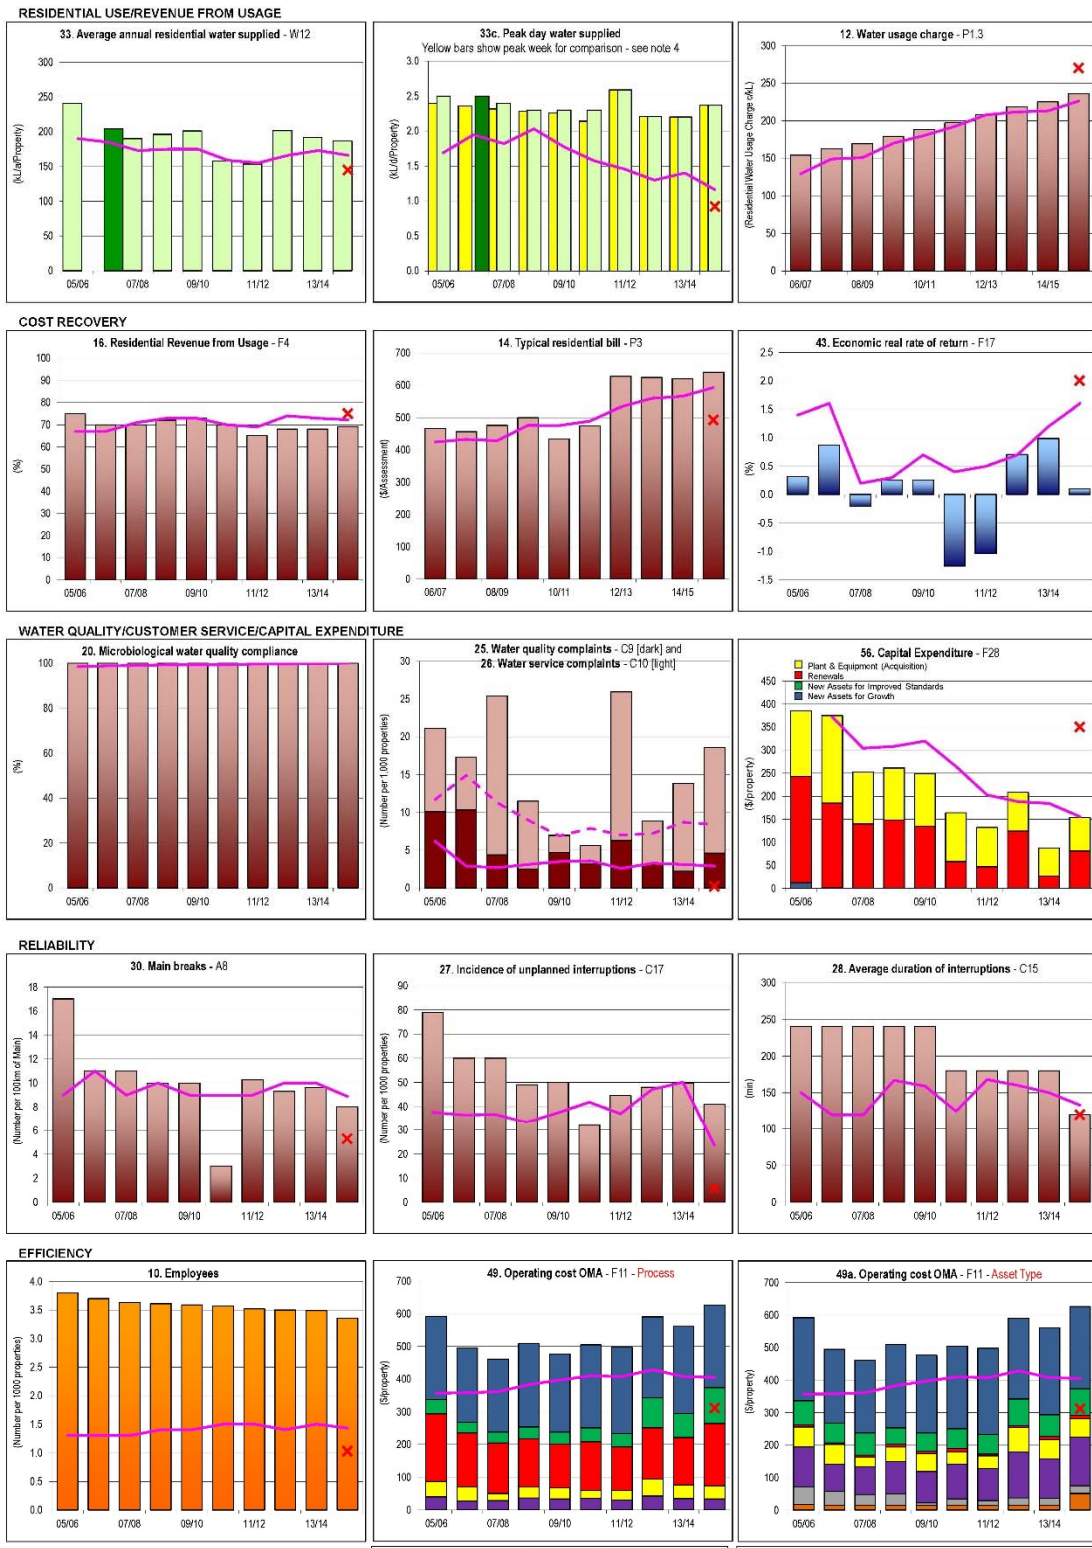 RESIDENTIAL USE/REVENUE FROM USAGE
33. Average annual residential water supplied - W12
(kL/a/Property)
300
250
200
150
100
50
0
05/06 07/08 09/10 11/12 13/14
33c. Peak day water supplied
Yellow bars show peak week for comparison - see note 4
(kL/d/Property)
3.0
2.5
2.0
1.5
1.0
0.5
0.0
05/06 07/08 09/10 11/12 13/14
12. Water usage charge - P1.3
(Residential Water Usage Charge c/kL)
300
250
200
150
100
50
0
06/07 08/09 10/11 12/13 14/15
COST RECOVERY
16. Residential Revenue from Usage - F4
(%)
100
90
80
70
60
50
40
30
20
10
0
05/06 07/08 09/10 11/12 13/14
14. Typical residential bill - P3
($/Assessment)
700
600
500
400
300
200
100
0
06/07 08/09 10/11 12/13 14/15
43. Economic real rate of return - F17
(%)
2.5
2.0
1.5
1.0
0.5
0.0
-0.5
-1.0
-1.5
05/06 07/08 09/10 11/12 13/14
WATER QUALITY/CUSTOMER SERVICE/CAPITAL EXPENDITURE
20. Microbiological water quality compliance
(%)
100
80
60
40
20
0
05/06 07/08 09/10 11/12 13/14
25. Water quality complaints - C9 [dark] and
26. Water service complaints - C10 [light]
(Number per 1,000 properties)
30
25
20
15
10
5
0
05/06 07/08 09/10 11/12 13/14
56. Capital Expenditure - F28
Plant & Equipment (Acquisition)
Renewals
New Assets for Improved Standards
New Assets for Growth
($/property)
450
400
350
300
250
200
150
100
50
0
05/06 07/08 09/10 11/12 13/14
RELIABILITY
30. Main breaks - A8
(Number per 100km of Main)
18
16
14
12
10
8
6
4
2
0
05/06 07/08 09/10 11/12 13/14
27. Incidence of unplanned interruptions - C17
(Number per 1000 properties)
90
80
70
60
50
40
30
20
10
0
05/06 07/08 09/10 11/12 13/14
28. Average duration of interruptions - C15
(min)
300
250
200
150
100
50
0
05/06 07/08 09/10 11/12 13/14
EFFICIENCY
10. Employees
(Number per 1000 properties)
4.0
3.5
3.0
2.5
2.0
1.5
1.0
0.5
0.0
05/06 07/08 09/10 11/12 13/14
49. Operating cost OMA - F11 - Process
($/property)
700
600
500
400
300
200
100
0
05/06 07/08 09/10 11/12 13/14
49a. Operating cost OMA - F11 - Asset Type
($/property)
700
600
500
400
300
200
100
0
05/06 07/08 09/10 11/12 13/14